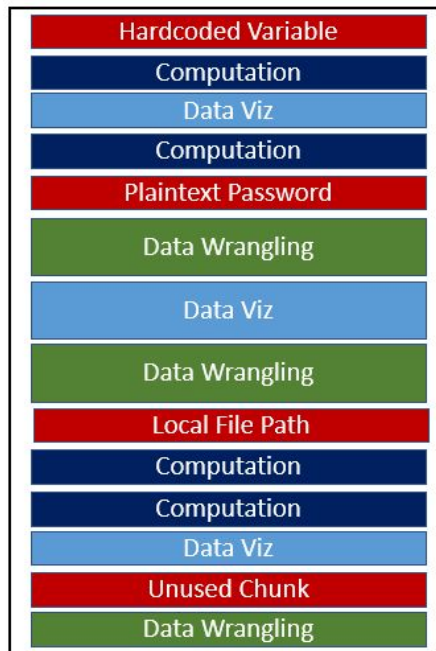 Hardcoded Variable
Computation
Data Viz
Computation
Plaintext Password
Data Wrangling
Data Viz
Data Wrangling
Local File Path
Computation
Computation
Data Viz
Unused Chunk
Data Wrangling